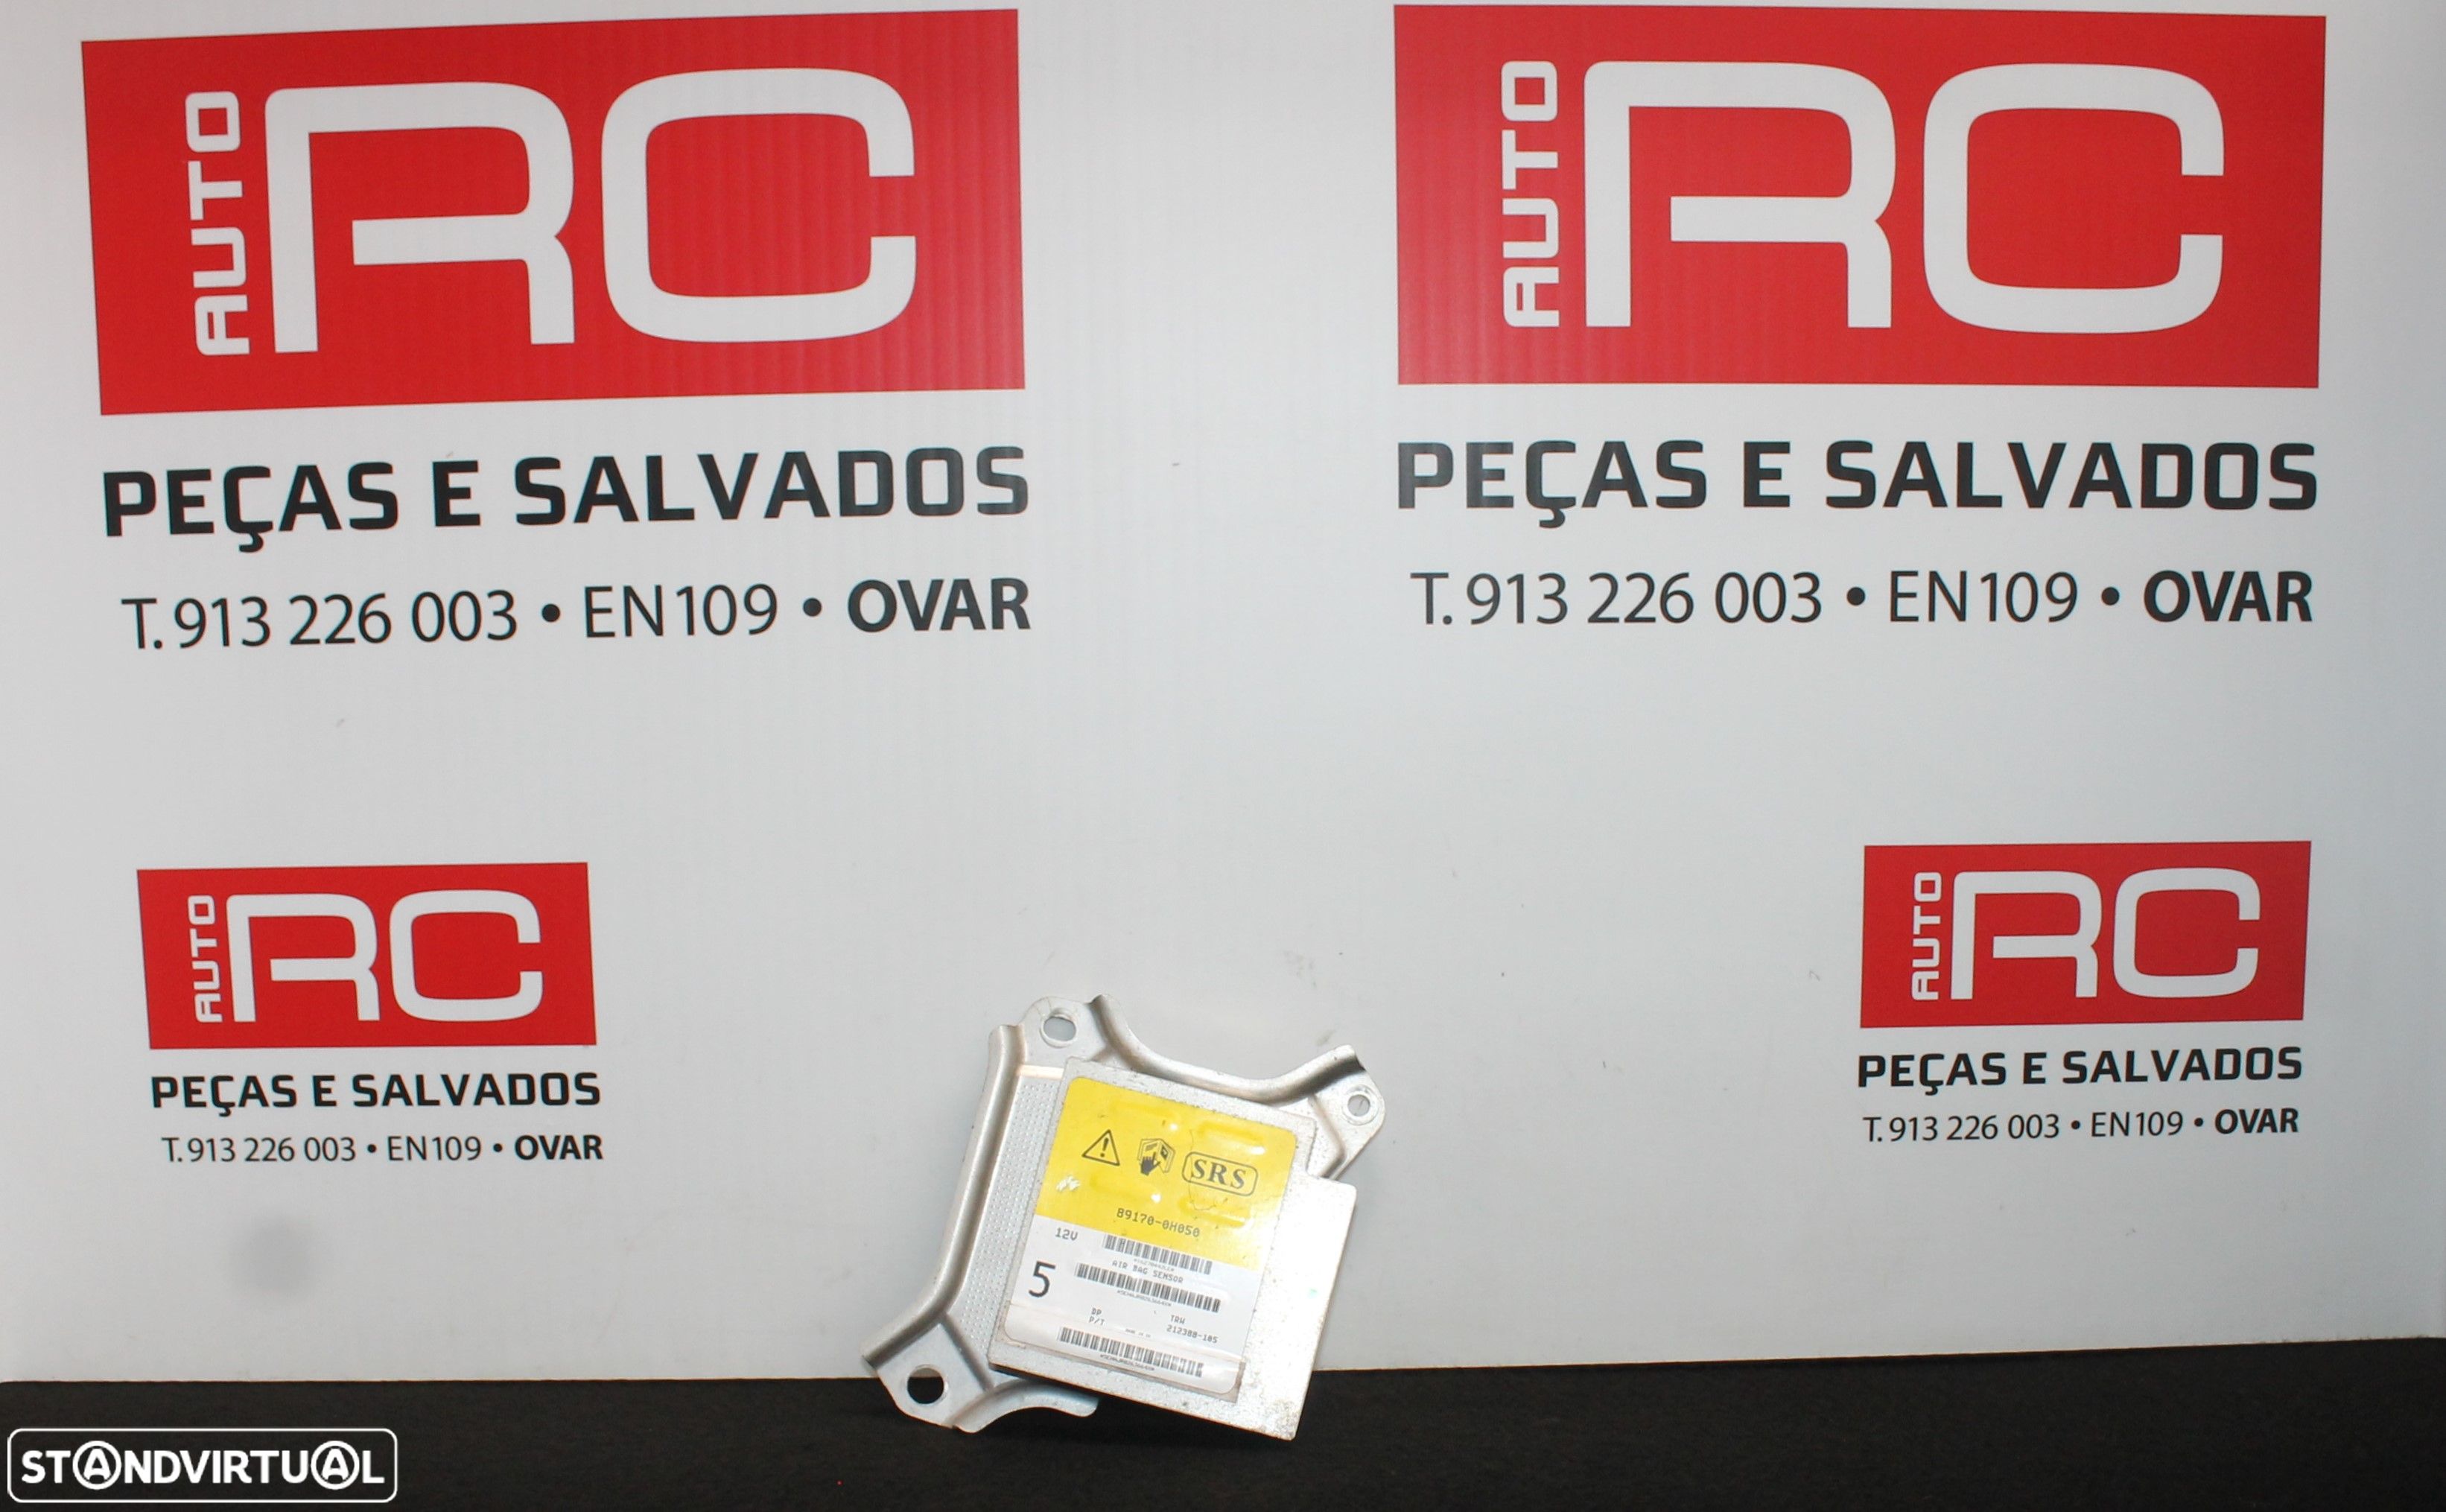 AUTO RC
PEÇAS E SALVADOS
T. 913 226 003 • EN109 • OVAR
AUTO RC
PEÇAS E SALVADOS
T. 913 226 003 • EN109 • OVAR
AUTO RC
PEÇAS E SALVADOS
T. 913 226 003 • EN109 • OVAR
AUTO RC
PEÇAS E SALVADOS
T. 913 226 003 • EN109 • OVAR
SRS
89170-0H050
12V
AIR BAG SENSOR
5
DP TRW
P/T 212388-105
STANDVIRTUAL